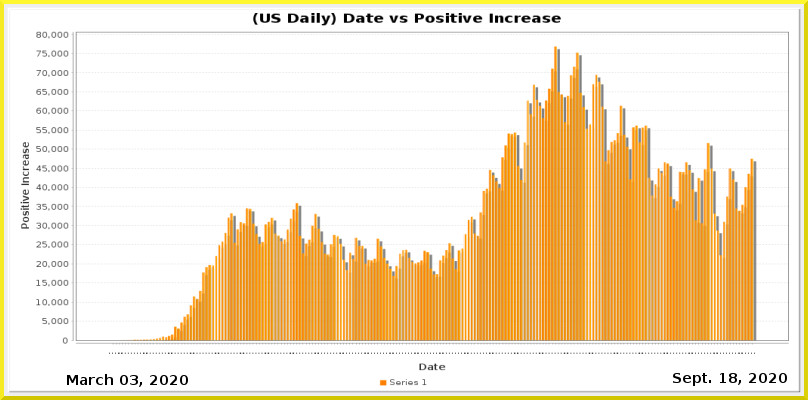 (US Daily) Date vs Positive Increase
80,000
75,000
70,000
65,000
60,000
55,000
50,000
45,000
40,000
35,000
30,000
25,000
20,000
15,000
10,000
5,000
0
Positive Increase
Date
March 03, 2020
Sept. 18, 2020
Series 1